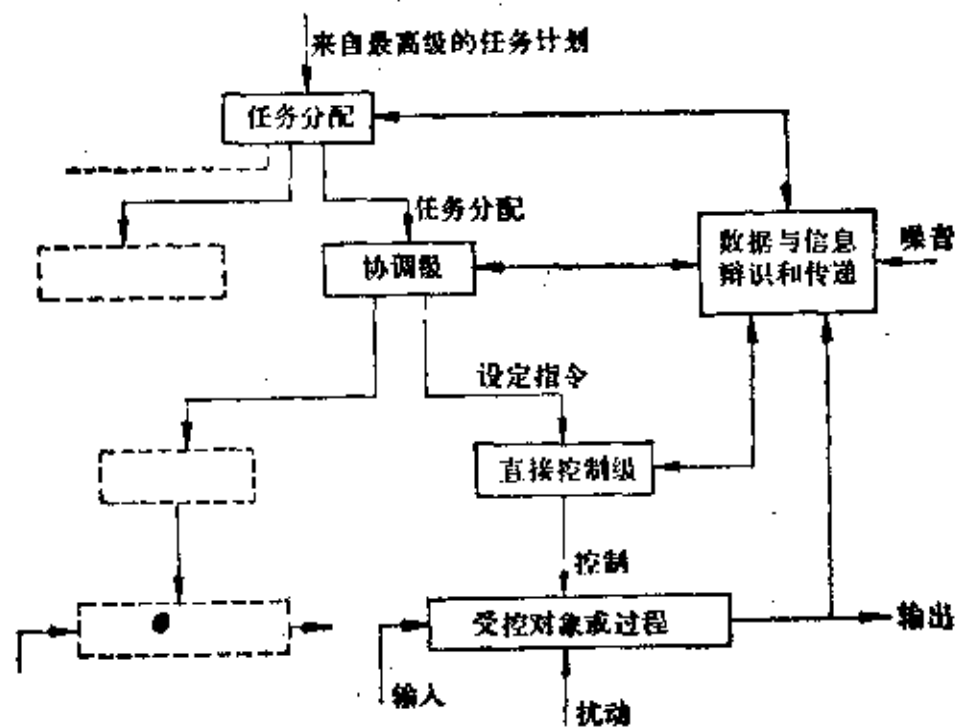 来自最高级的任务计划
任务分配
任务分配
协调级
数据与信息
辩识和传递
噪音
设定指令
直接控制级
控制
受控对象或过程
输出
输入
扰动